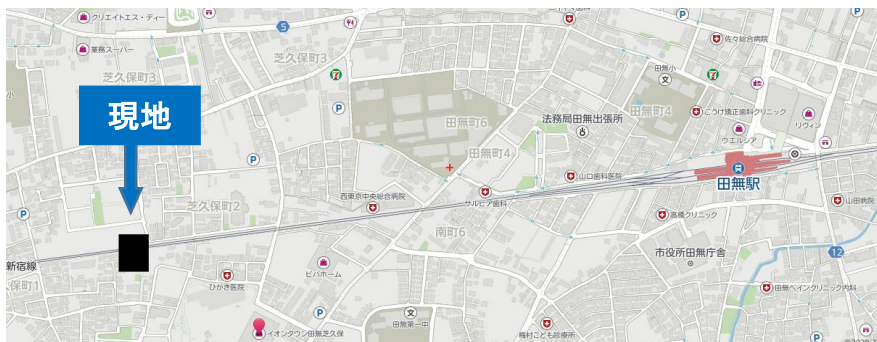 クリエイトエス・ディー
業務スーパー
5
芝久保町3
芝久保町3
佐々総合病院
田無小
現地
田無町6
法務局田無出張所
田無町4
こうけ矯正歯科クリニック
リヴィン
ウエルシア
田無町4
山口歯科医院
田無駅
西東京中央総合病院
サルビア歯科
山田病院
芝久保町2
高橋クリニック
南町6
市役所田無庁舎
12
新宿線
ビバホーム
ひがき医院
保町1
田無ペインクリニック内科
イオンタウン田無芝久保
田無第一中
梅村こども診療所